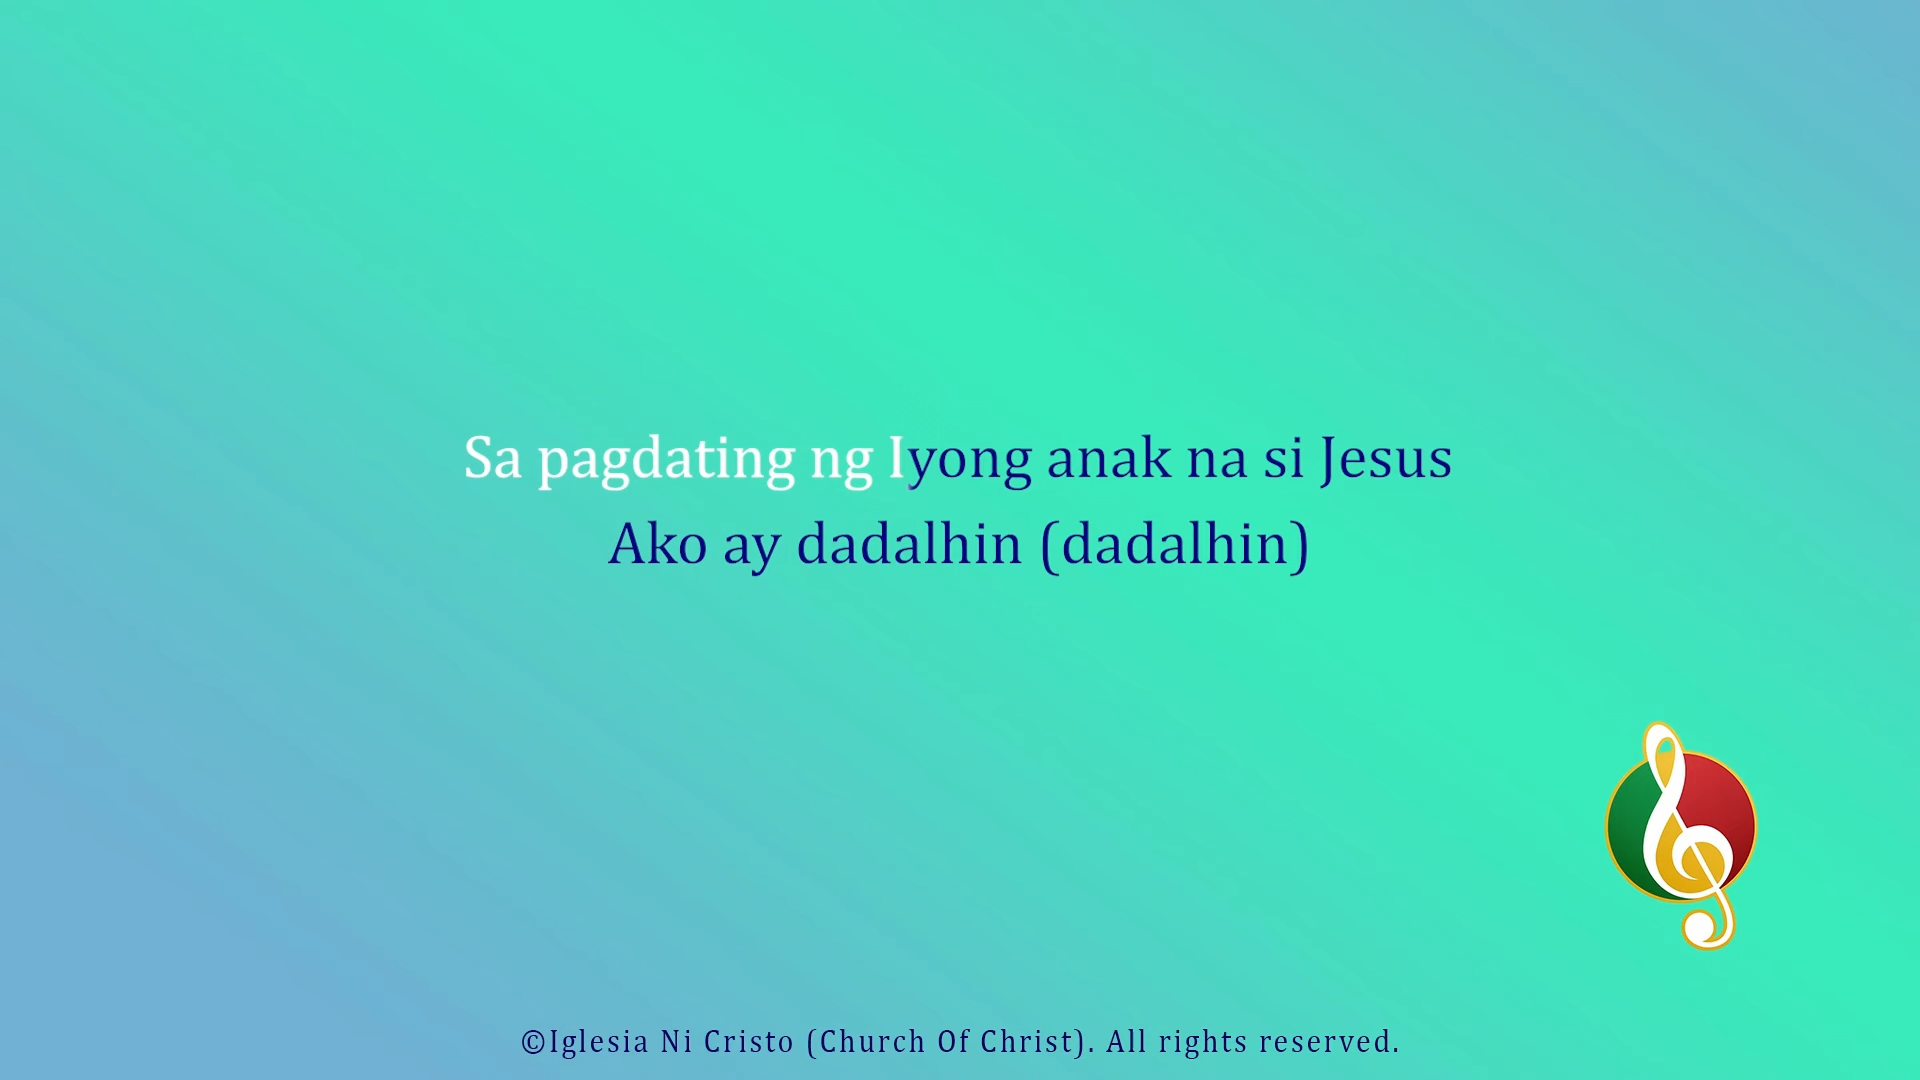 Sa pagdating ng Iyong anak na si Jesus
Ako ay dadalhin (dadalhin)
©Iglesia Ni Cristo (Church Of Christ). All rights reserved.